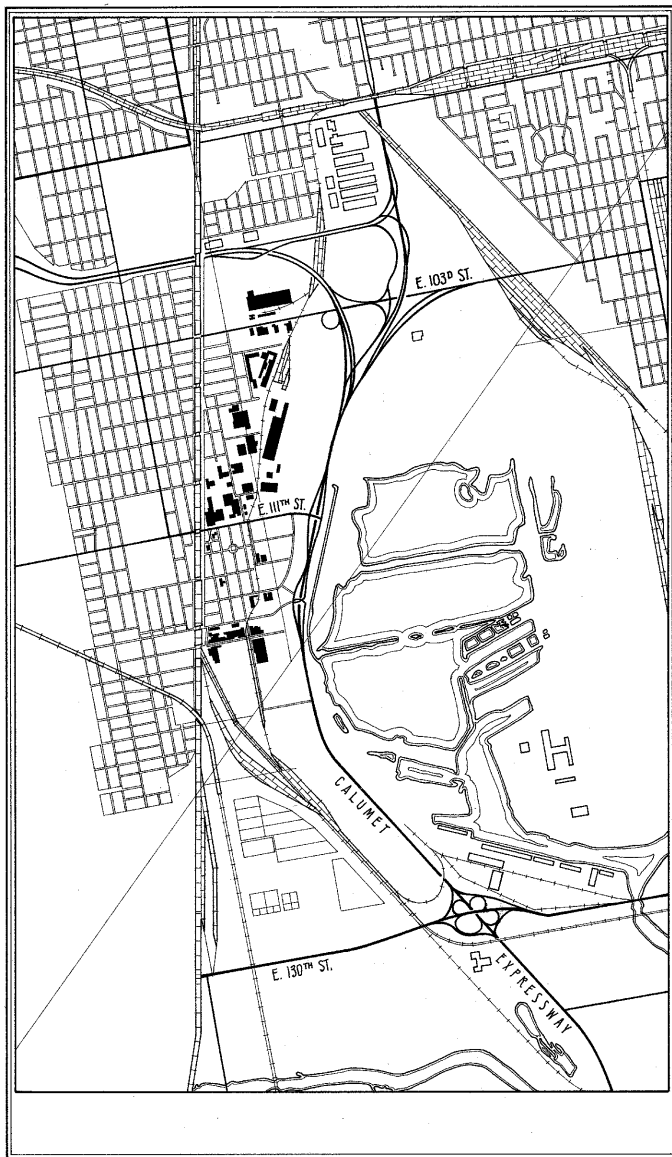 E. 103D ST.
E. 111TH ST.
CALUMET
E. 130TH ST.
EXPRESSWAY